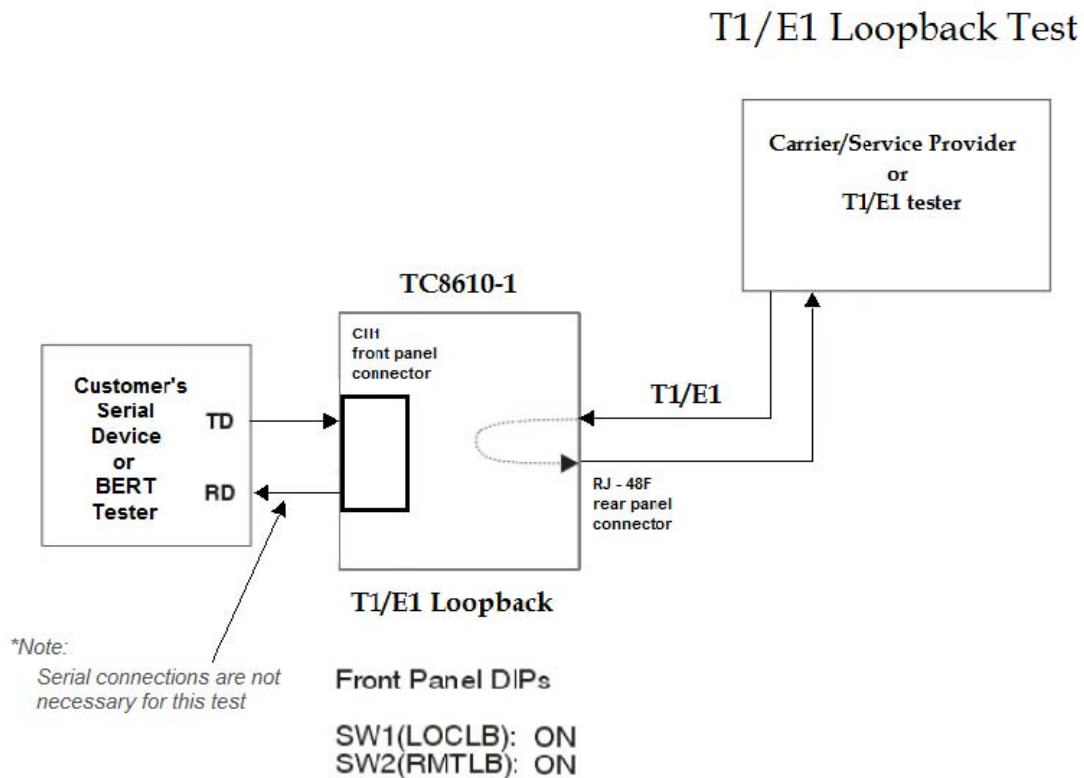 T1/E1 Loopback Test
Carrier/Service Provider
or
T1/E1 tester
TC8610-1
CH1
front panel
connector
Customer's
Serial
Device
or
BERT
Tester
TD
RD
T1/E1
RJ - 48F
rear panel
connector
T1/E1 Loopback
*Note:
Serial connections are not
necessary for this test
Front Panel DIPs
SW1(LOCLB): ON
SW2(RMTLB): ON